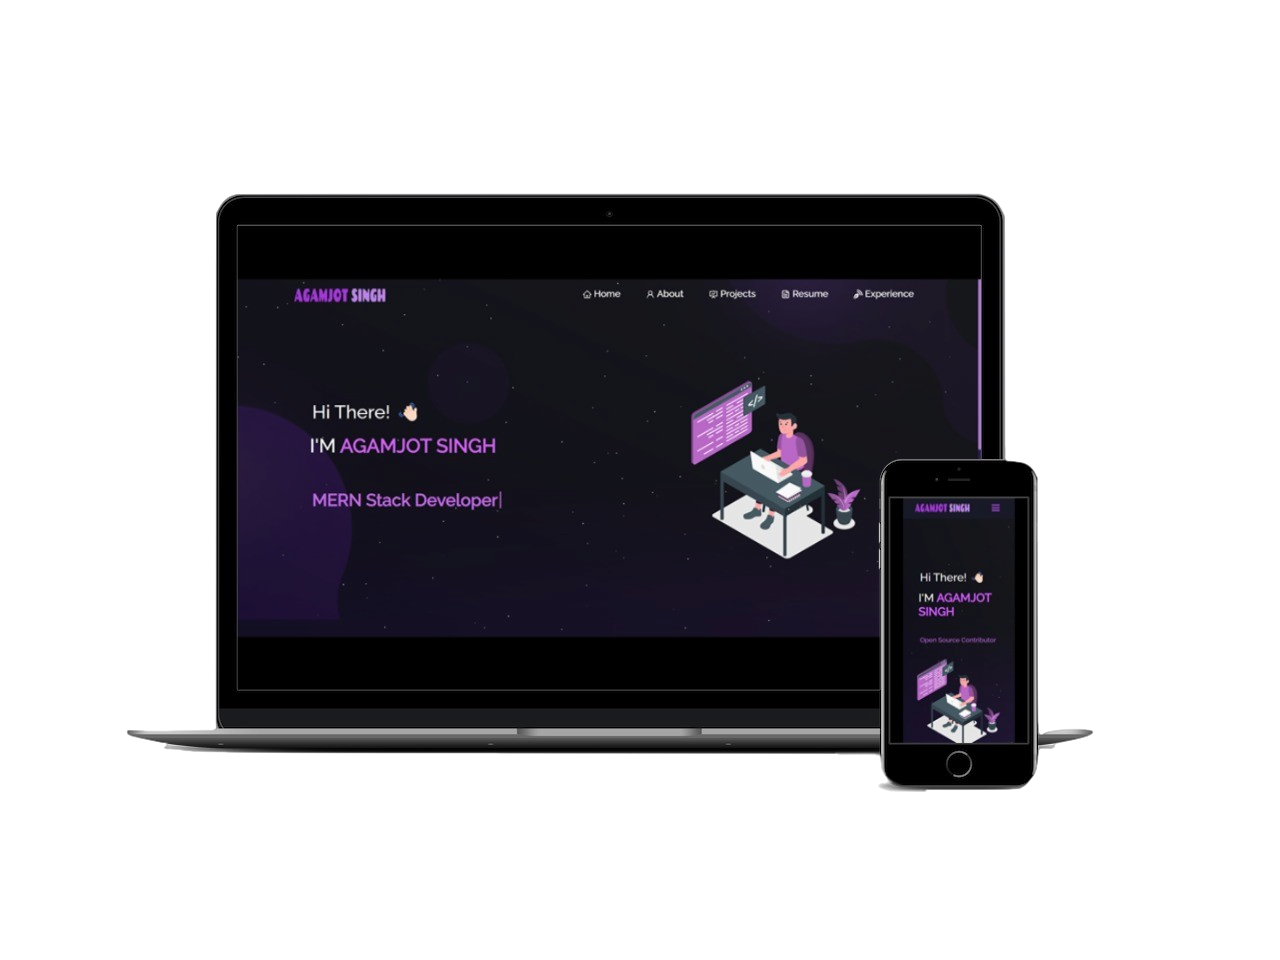 AGAMJOT SINGH
Home About Projects Resume Experience
Hi There!
I'M AGAMJOT SINGH
MERN Stack Developer
</>
AGAMJOT SINGH
Hi There!
I'M AGAMJOT
SINGH
Open Source Contributor